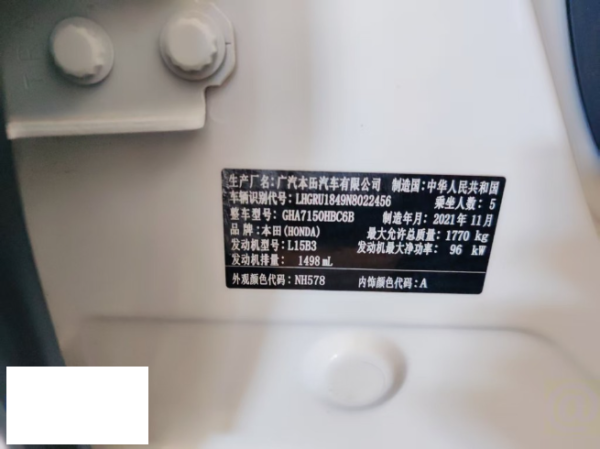 生产厂名：广汽本田汽车有限公司 制造国：中华人民共和国
车辆识别代号：LHGRU1849N8022456 乘坐人数：5
整车型号：GHA7150HBC6B 制造年月：2021年11月
品牌：本田(HONDA) 最大允许总质量：1770 kg
发动机型号：L15B3 发动机最大净功率：96 kW
发动机排量：1498 mL
外观颜色代码：NH578 内饰颜色代码：A